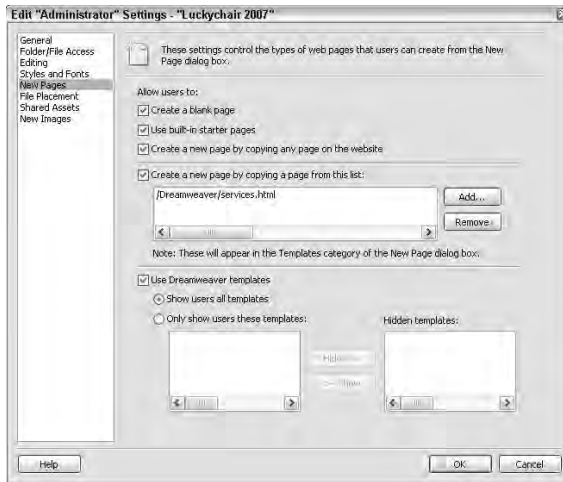 Edit "Administrator" Settings - "Luckychair 2007"
General
Folder/File Access
Editing
Styles and Fonts
New Pages
File Placement
Shared Assets
New Images
These settings control the types of web pages that users can create from the New
Page dialog box.
Allow users to:
Create a blank page
Use built-in starter pages
Create a new page by copying any page on the website
Create a new page by copying a page from this list:
/Dreamweaver/services.html
Add...
Remove
Note: These will appear in the Templates category of the New Page dialog box.
Use Dreamweaver templates
Show users all templates
Only show users these templates:
Hidden templates:
Help
OK
Cancel